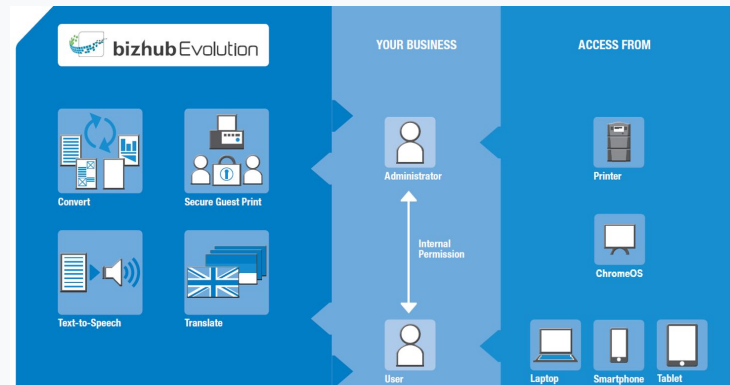 bizhub Evolution
YOUR BUSINESS
ACCESS FROM
Convert
Secure Guest Print
Administrator
Printer
Internal
Permission
ChromeOS
Text-to-Speech
Translate
User
Laptop
Smartphone
Tablet